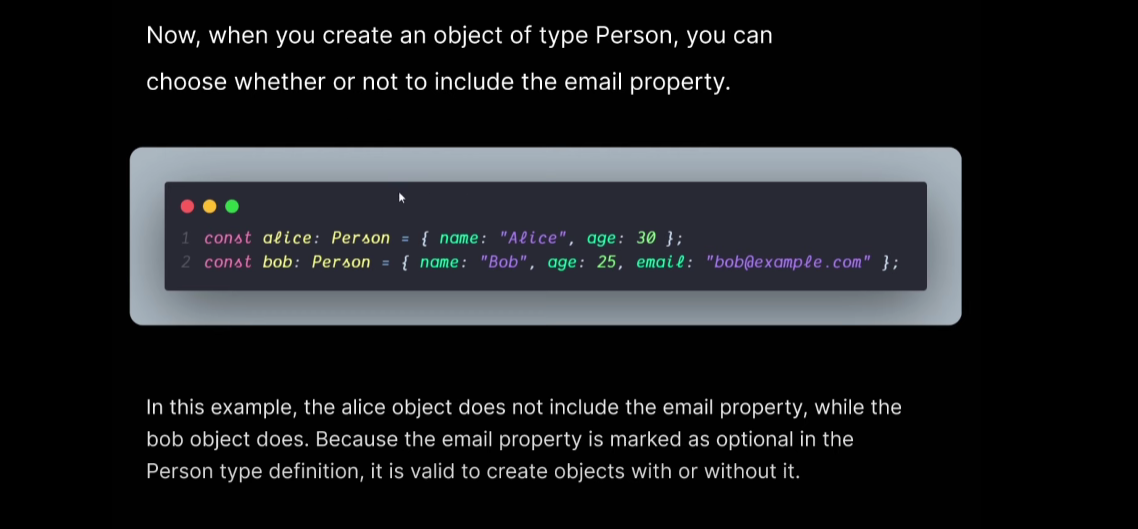 Now, when you create an object of type Person, you can
choose whether or not to include the email property.
1 const alice: Person = { name: "Alice", age: 30 };
2 const bob: Person = { name: "Bob", age: 25, email: "bob@example.com" };
In this example, the alice object does not include the email property, while the
bob object does. Because the email property is marked as optional in the
Person type definition, it is valid to create objects with or without it.